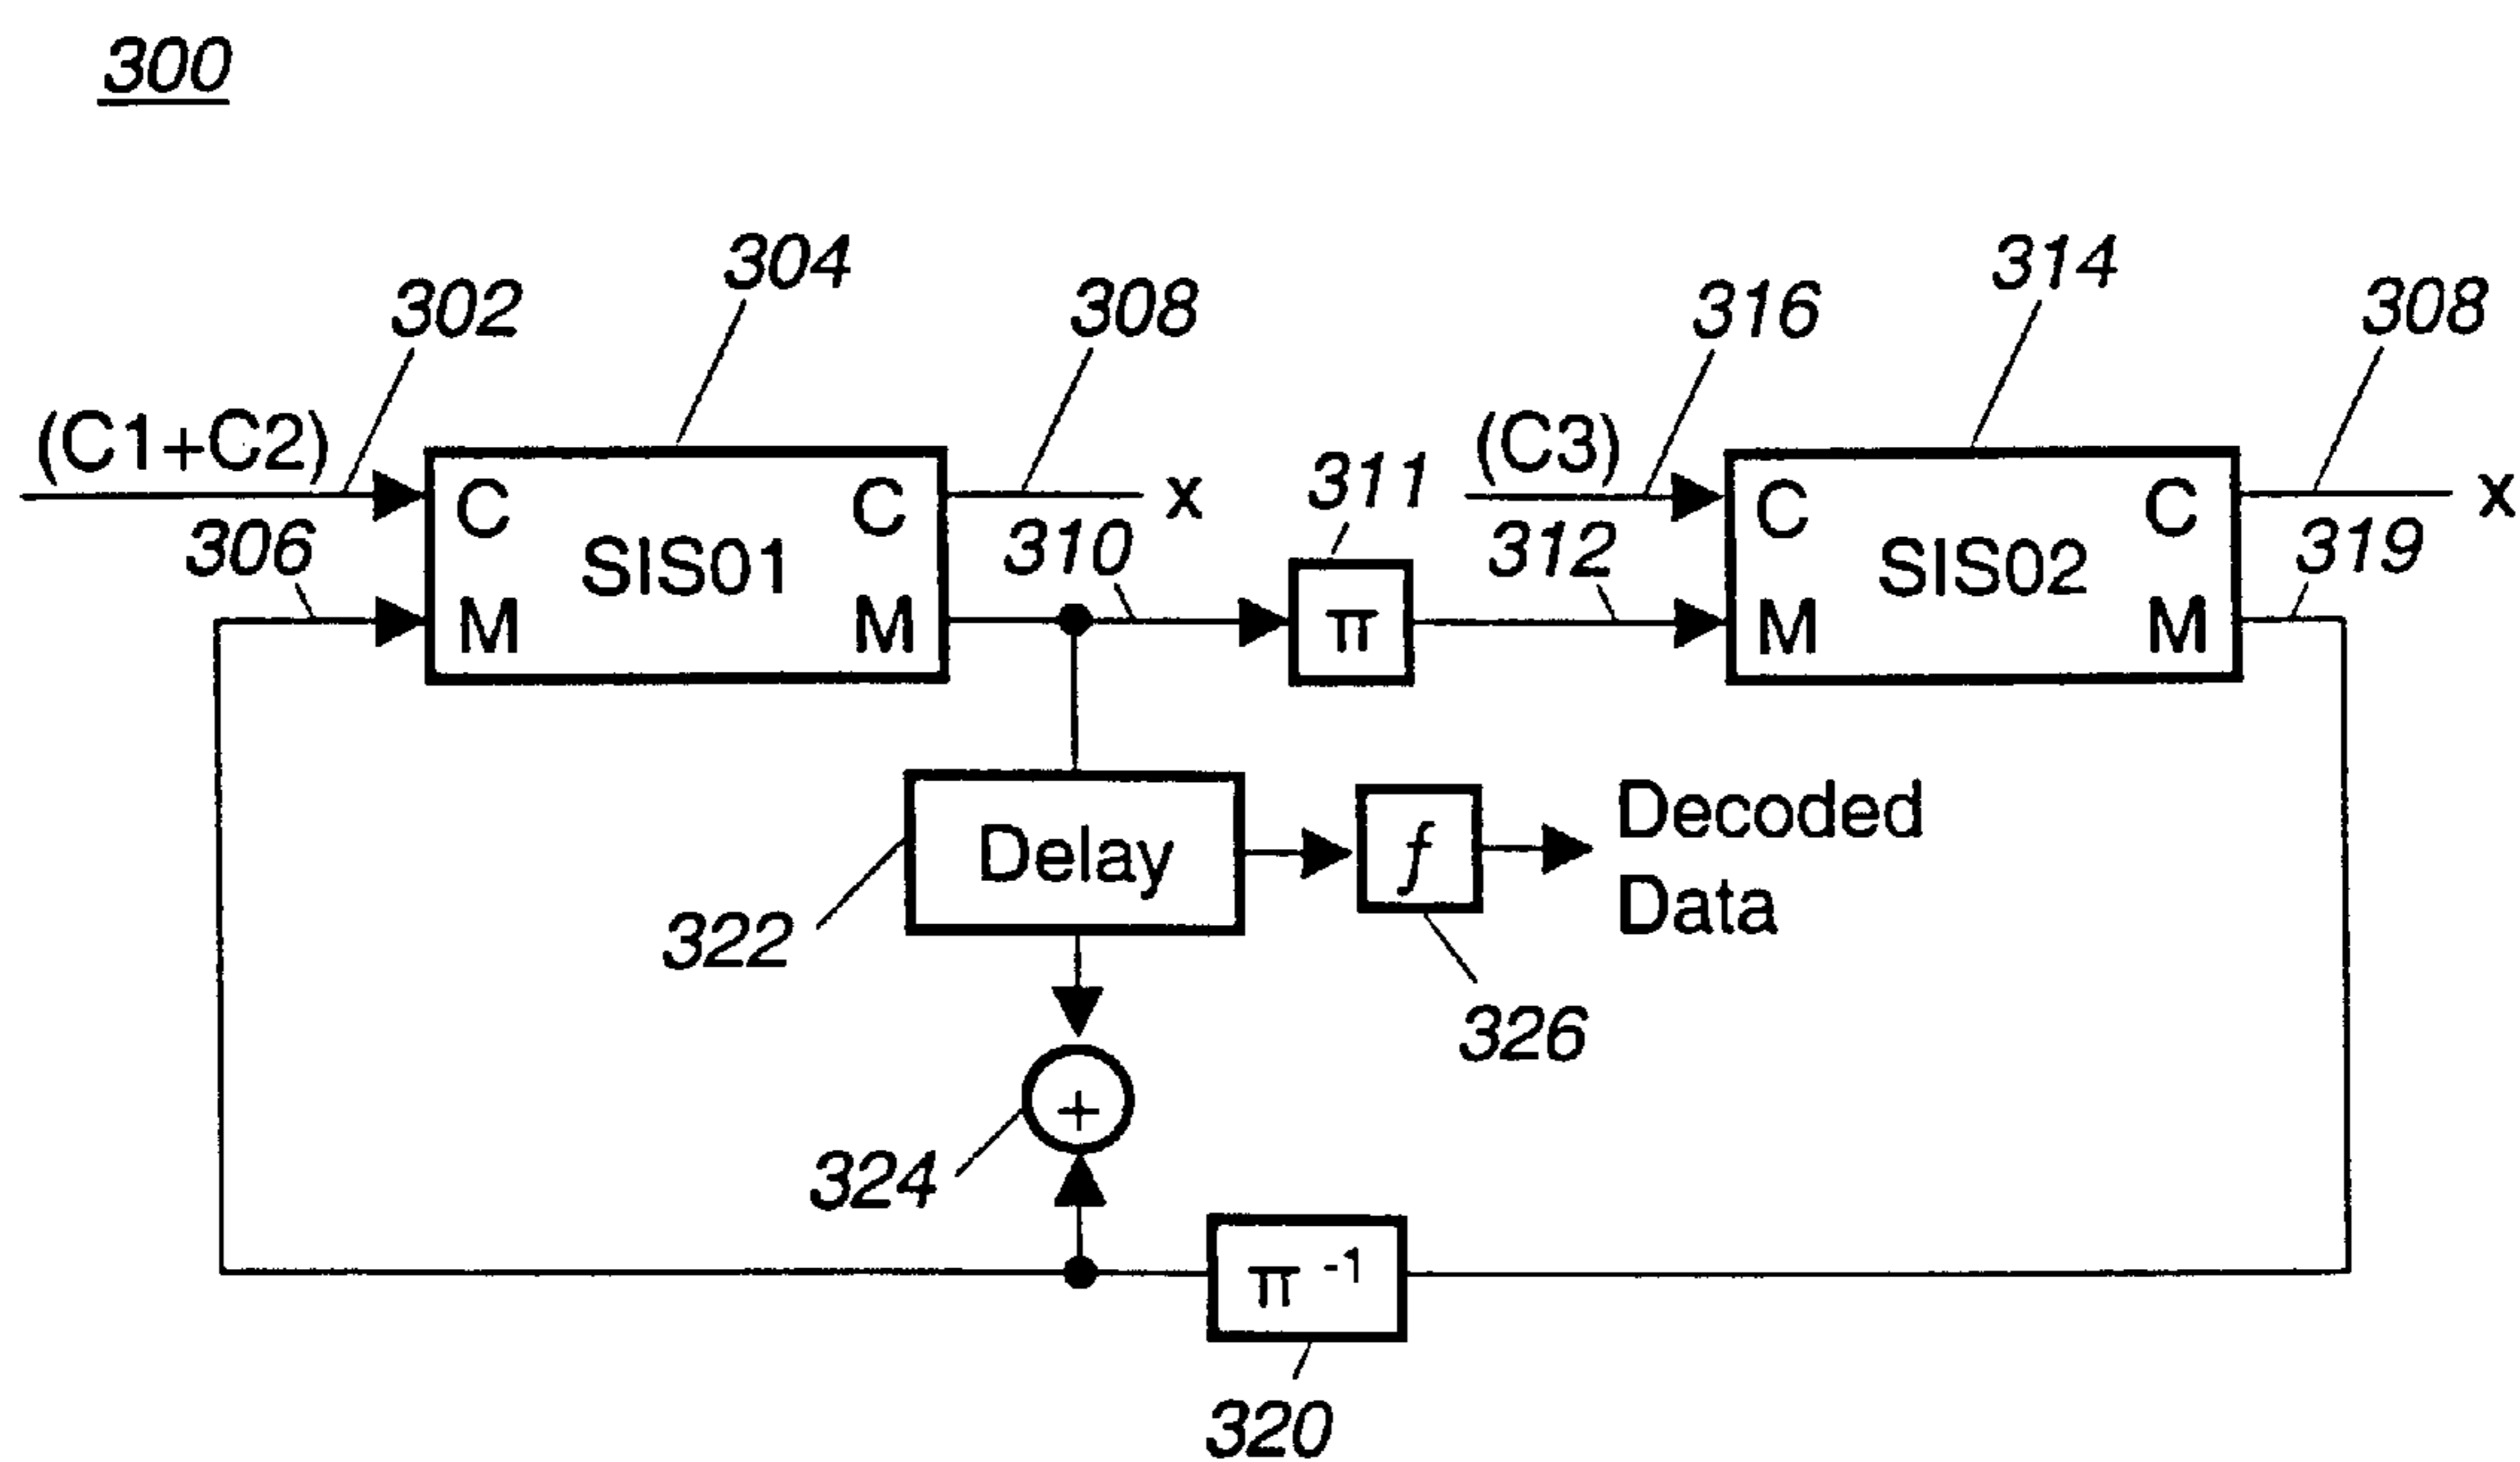 300
304
314
302
308
316
308
(C1+C2)
(C3)
311
C
C
x
C
C
x
306
SIS01
310
312
SIS02
319
M
M
π
M
M
Delay
f
Decoded
Data
322
326
+
324
π -1
320